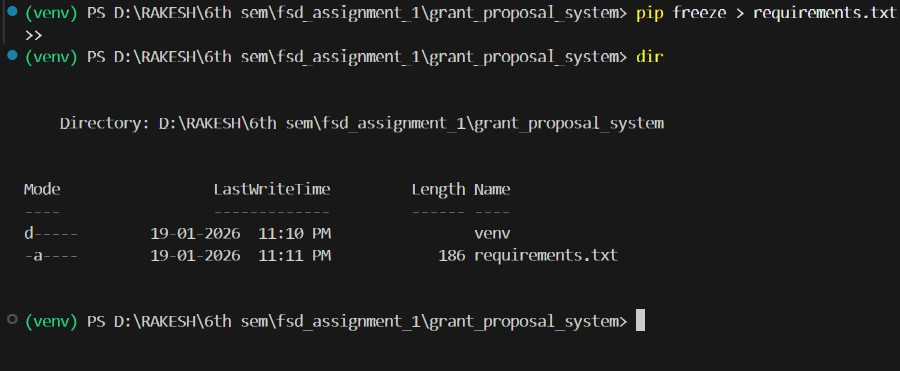 (venv) PS D:\RAKESH\6th sem\fsd_assignment_1\grant_proposal_system> pip freeze > requirements.txt
>>
(venv) PS D:\RAKESH\6th sem\fsd_assignment_1\grant_proposal_system> dir
Directory: D:\RAKESH\6th sem\fsd_assignment_1\grant_proposal_system
Mode                 LastWriteTime         Length Name
----                 -------------         ------ ----
d-----        19-01-2026  11:10 PM                venv
-a----        19-01-2026  11:11 PM            186 requirements.txt
(venv) PS D:\RAKESH\6th sem\fsd_assignment_1\grant_proposal_system>